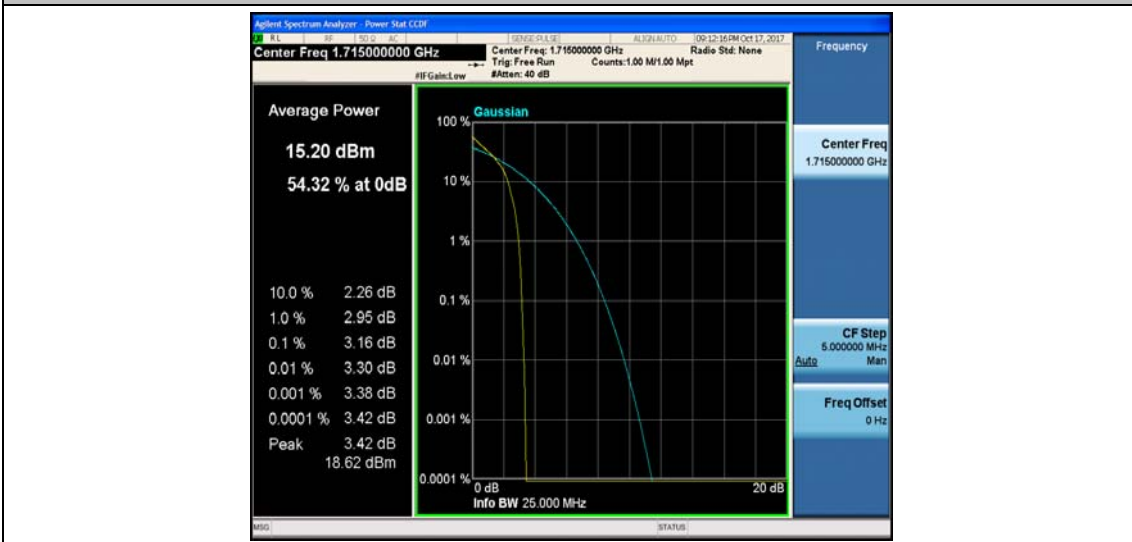 Agilent Spectrum Analyzer - Power Stat CCDF
RL RF 50 Ω AC SENSE:PULSE ALIGNAUTO 09:12:16PM Oct 17, 2017
Center Freq 1.715000000 GHz
Center Freq: 1.715000000 GHz Radio Std: None
Trig: Free Run Counts:1.00 M/1.00 Mpt
#IFGain:Low #Atten: 40 dB
Frequency
Average Power
15.20 dBm
54.32 % at 0dB
10.0 % 2.26 dB
1.0 % 2.95 dB
0.1 % 3.16 dB
0.01 % 3.30 dB
0.001 % 3.38 dB
0.0001 % 3.42 dB
Peak 3.42 dB
18.62 dBm
Gaussian
100 %
10 %
1 %
0.1 %
0.01 %
0.001 %
0.0001 %
0 dB 20 dB
Info BW 25.000 MHz
Center Freq
1.715000000 GHz
CF Step
5.000000 MHz
Auto Man
Freq Offset
0 Hz
MSG STATUS